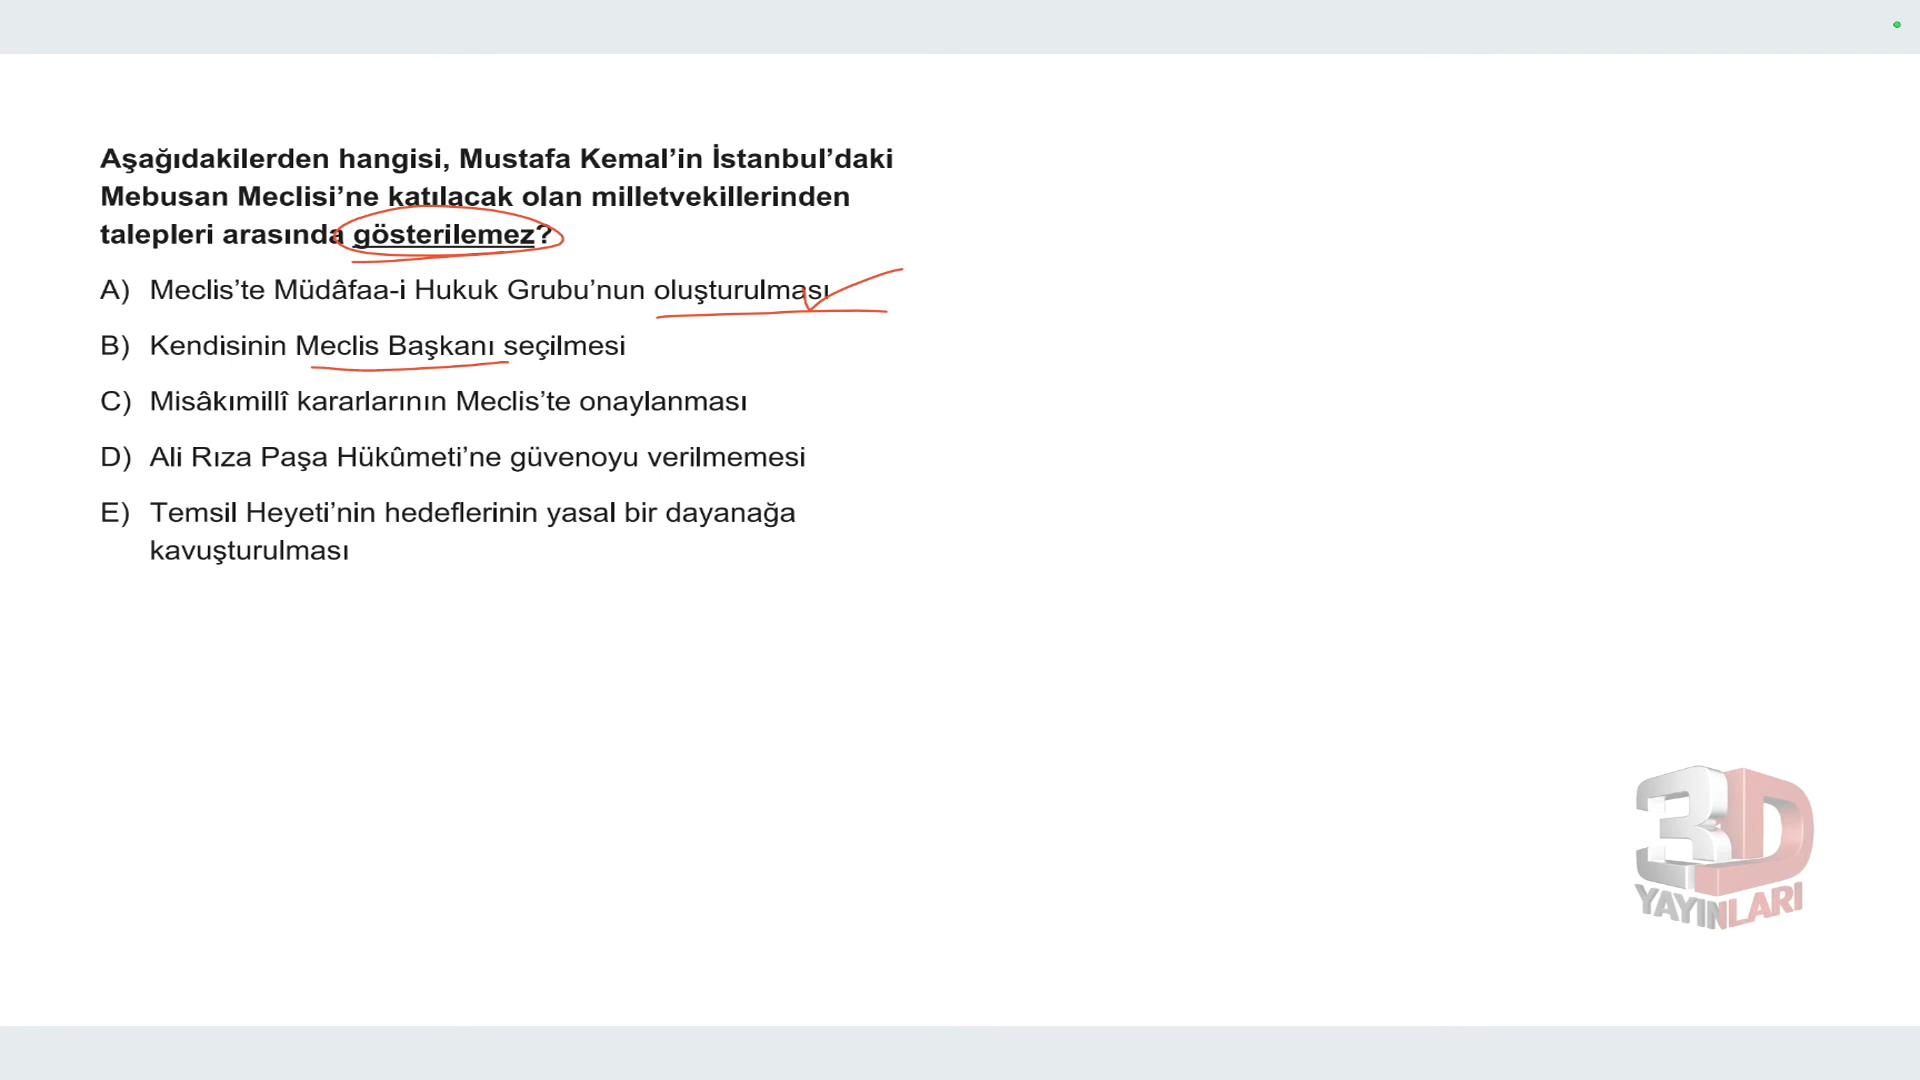 Aşağıdakilerden hangisi, Mustafa Kemal’in İstanbul’daki
Mebusan Meclisi’ne katılacak olan milletvekillerinden
talepleri arasında gösterilemez?
A) Meclis’te Müdâfaa-i Hukuk Grubu’nun oluşturulması
B) Kendisinin Meclis Başkanı seçilmesi
C) Misâkımillî kararlarının Meclis’te onaylanması
D) Ali Rıza Paşa Hükûmeti’ne güvenoyu verilmemesi
E) Temsil Heyeti’nin hedeflerinin yasal bir dayanağa
kavuşturulması
3D
YAYINLARI